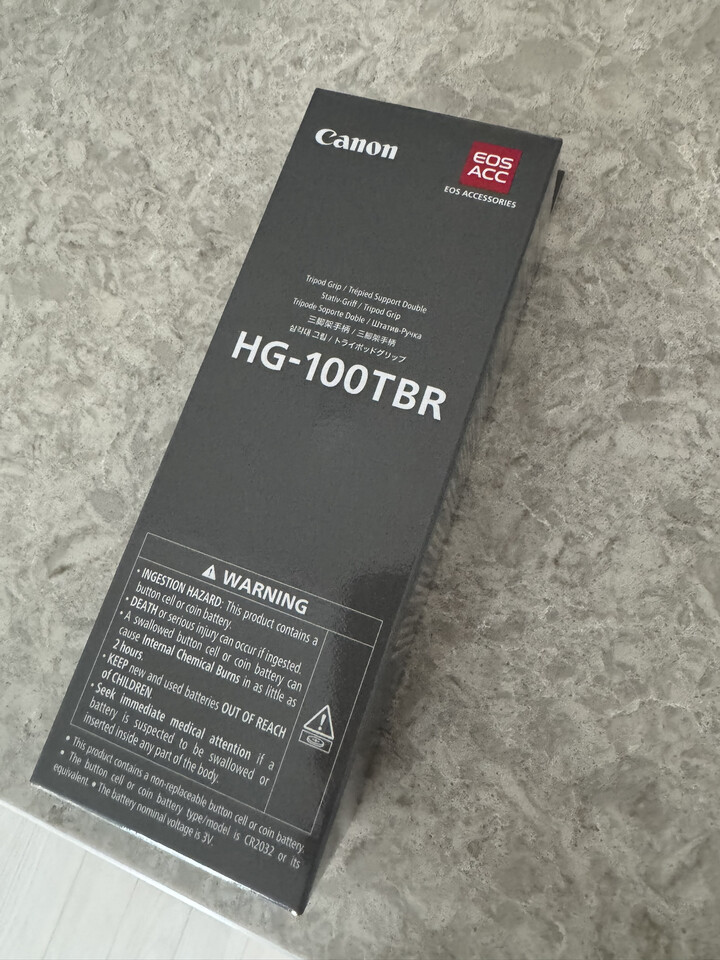 Canon
EOS
ACC
EOS ACCESSORIES
Tripod Grip / Trépied Support Double
Stativ-Griff / Tripod Grip
Trípode Soporte Doble / Штатив-Ручка
三脚架手柄 / 三腳架手柄
삼각대 그립 / トライポッドグリップ
HG-100TBR
WARNING
• INGESTION HAZARD: This product contains a
button cell or coin battery.
• DEATH or serious injury can occur if ingested.
• A swallowed button cell or coin battery can
cause Internal Chemical Burns in as little as
2 hours.
• KEEP new and used batteries OUT OF REACH
of CHILDREN.
• Seek immediate medical attention if a
battery is suspected to be swallowed or
inserted inside any part of the body.
• This product contains a non-replaceable button cell or coin battery.
• The button cell or coin battery type/model is CR2032 or its
equivalent. • The battery nominal voltage is 3V.